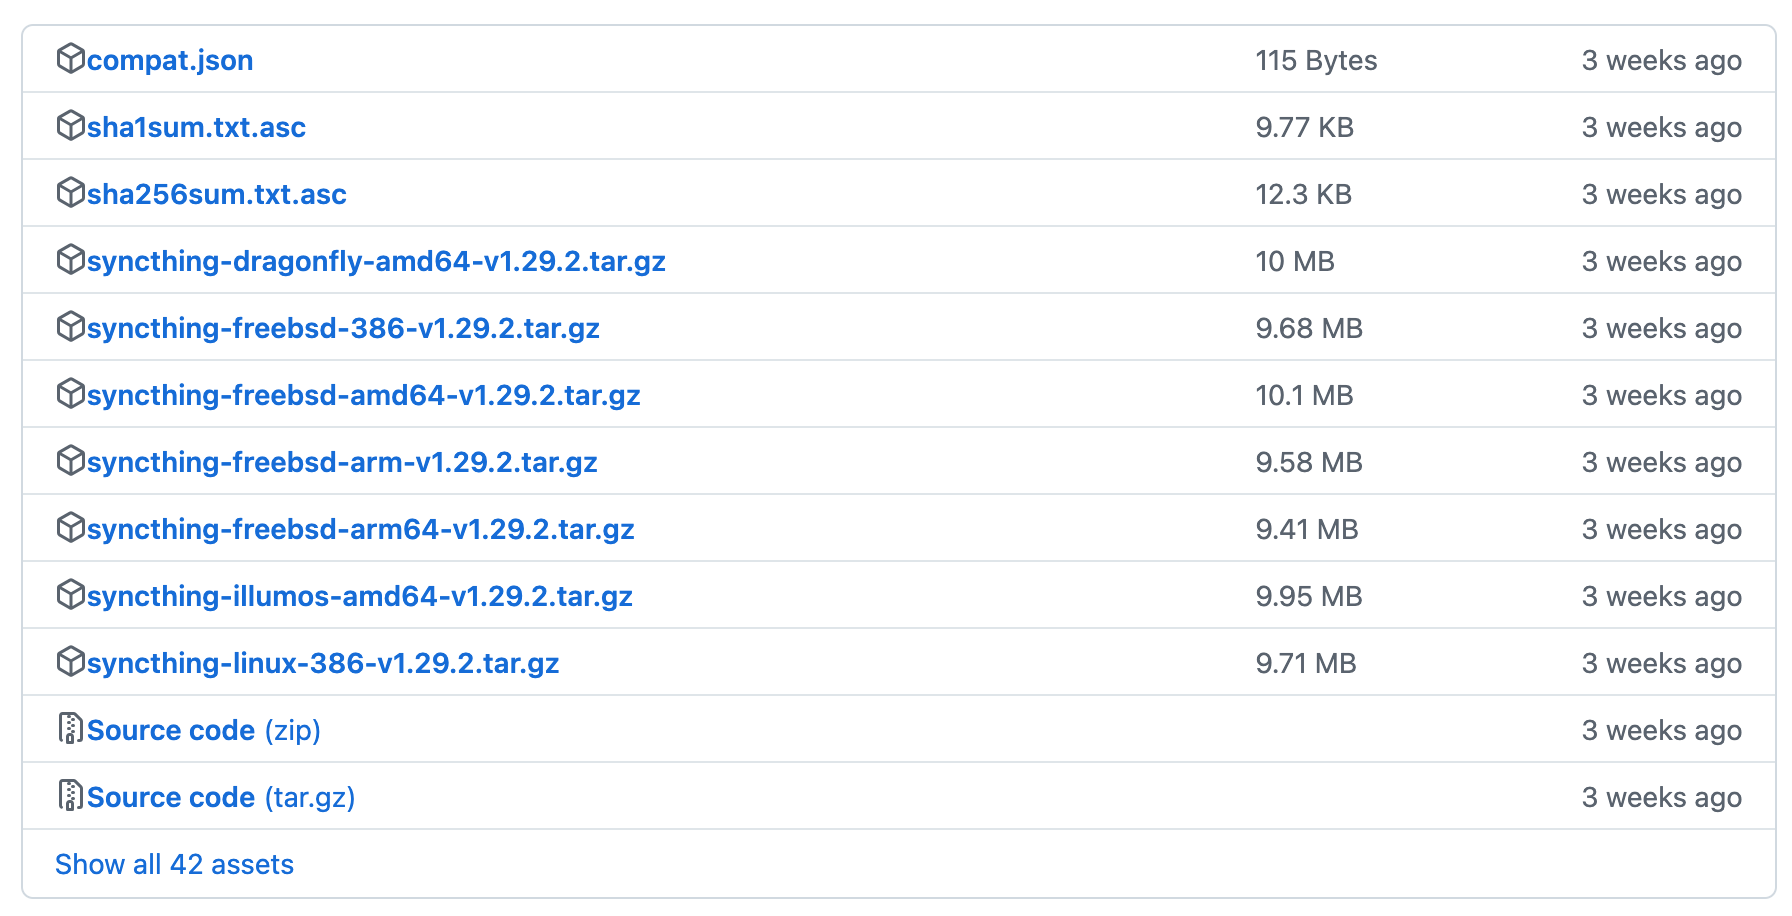 compat.json 115 Bytes 3 weeks ago
sha1sum.txt.asc 9.77 KB 3 weeks ago
sha256sum.txt.asc 12.3 KB 3 weeks ago
syncthing-dragonfly-amd64-v1.29.2.tar.gz 10 MB 3 weeks ago
syncthing-freebsd-386-v1.29.2.tar.gz 9.68 MB 3 weeks ago
syncthing-freebsd-amd64-v1.29.2.tar.gz 10.1 MB 3 weeks ago
syncthing-freebsd-arm-v1.29.2.tar.gz 9.58 MB 3 weeks ago
syncthing-freebsd-arm64-v1.29.2.tar.gz 9.41 MB 3 weeks ago
syncthing-illumos-amd64-v1.29.2.tar.gz 9.95 MB 3 weeks ago
syncthing-linux-386-v1.29.2.tar.gz 9.71 MB 3 weeks ago
Source code (zip) 3 weeks ago
Source code (tar.gz) 3 weeks ago
Show all 42 assets